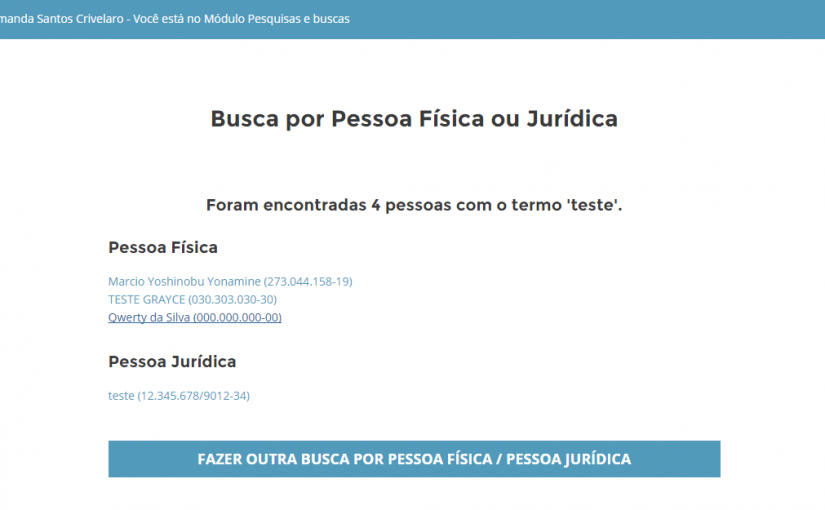 manda Santos Crivelaro - Você está no Módulo Pesquisas e buscas
Busca por Pessoa Física ou Jurídica
Foram encontradas 4 pessoas com o termo 'teste'.
Pessoa Física
Marcio Yoshinobu Yonamine (273.044.158-19)
TESTE GRAYCE (030.303.030-30)
Qwerty da Silva (000.000.000-00)
Pessoa Jurídica
teste (12.345.678/9012-34)
FAZER OUTRA BUSCA POR PESSOA FÍSICA / PESSOA JURÍDICA